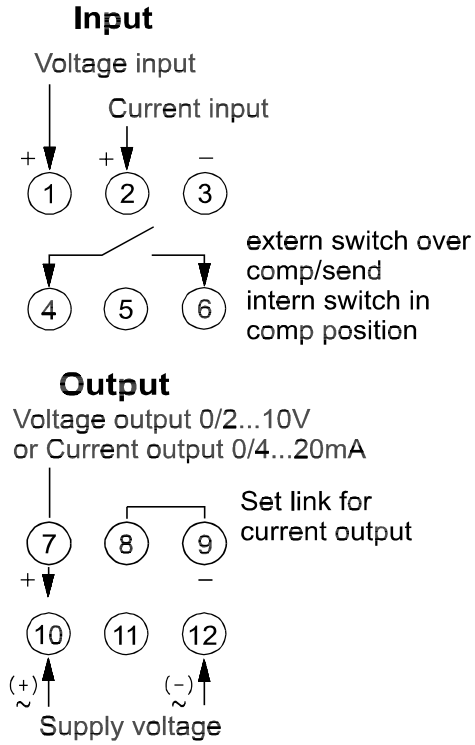 Input
Voltage input
Current input
+ + −
1 2 3
extern switch over
comp/send
intern switch in
comp position
4 5 6
Output
Voltage output 0/2...10V
or Current output 0/4...20mA
Set link for
current output
7 8 9
+ −
10 11 12
(+) (−)
~ ~
Supply voltage